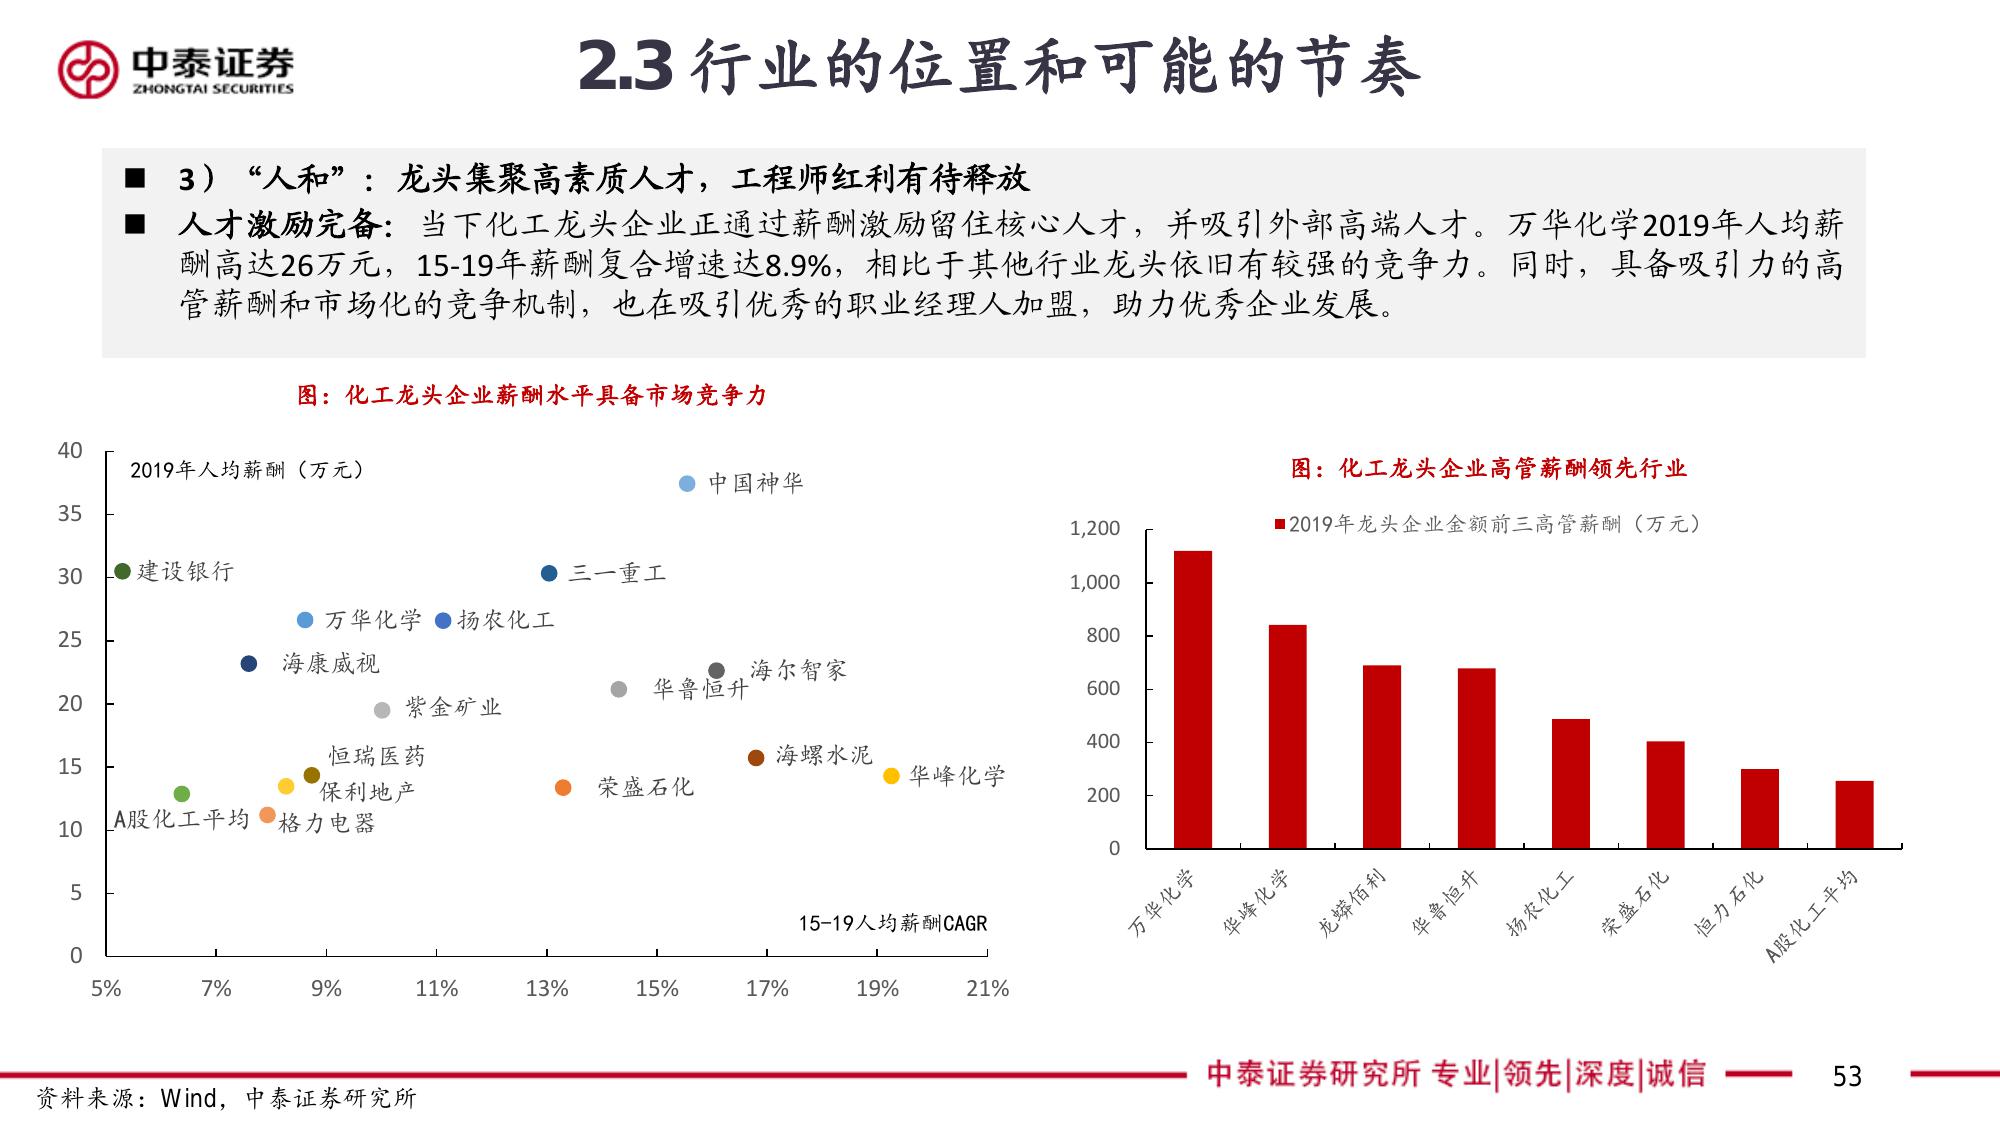 中泰证券
ZHONGTAI SECURITIES
2.3 行业的位置和可能的节奏
■ 3）“人和”：龙头集聚高素质人才，工程师红利有待释放
■ 人才激励完备：当下化工龙头企业正通过薪酬激励留住核心人才，并吸引外部高端人才。万华化学2019年人均薪
酬高达26万元，15-19年薪酬复合增速达8.9%，相比于其他行业龙头依旧有较强的竞争力。同时，具备吸引力的高
管薪酬和市场化的竞争机制，也在吸引优秀的职业经理人加盟，助力优秀企业发展。
图：化工龙头企业薪酬水平具备市场竞争力
2019年人均薪酬（万元）
40
35
30
25
20
15
10
5
0
中国神华
建设银行
三一重工
万华化学
扬农化工
海康威视
海尔智家
华鲁恒升
紫金矿业
恒瑞医药
海螺水泥
华峰化学
保利地产
荣盛石化
A股化工平均
格力电器
15-19人均薪酬CAGR
5% 7% 9% 11% 13% 15% 17% 19% 21%
图：化工龙头企业高管薪酬领先行业
■2019年龙头企业金额前三高管薪酬（万元）
1,200
1,000
800
600
400
200
0
万华化学
华峰化学
龙蟒佰利
华鲁恒升
扬农化工
荣盛石化
恒力石化
A股化工平均
中泰证券研究所 专业|领先|深度|诚信
53
资料来源：Wind，中泰证券研究所